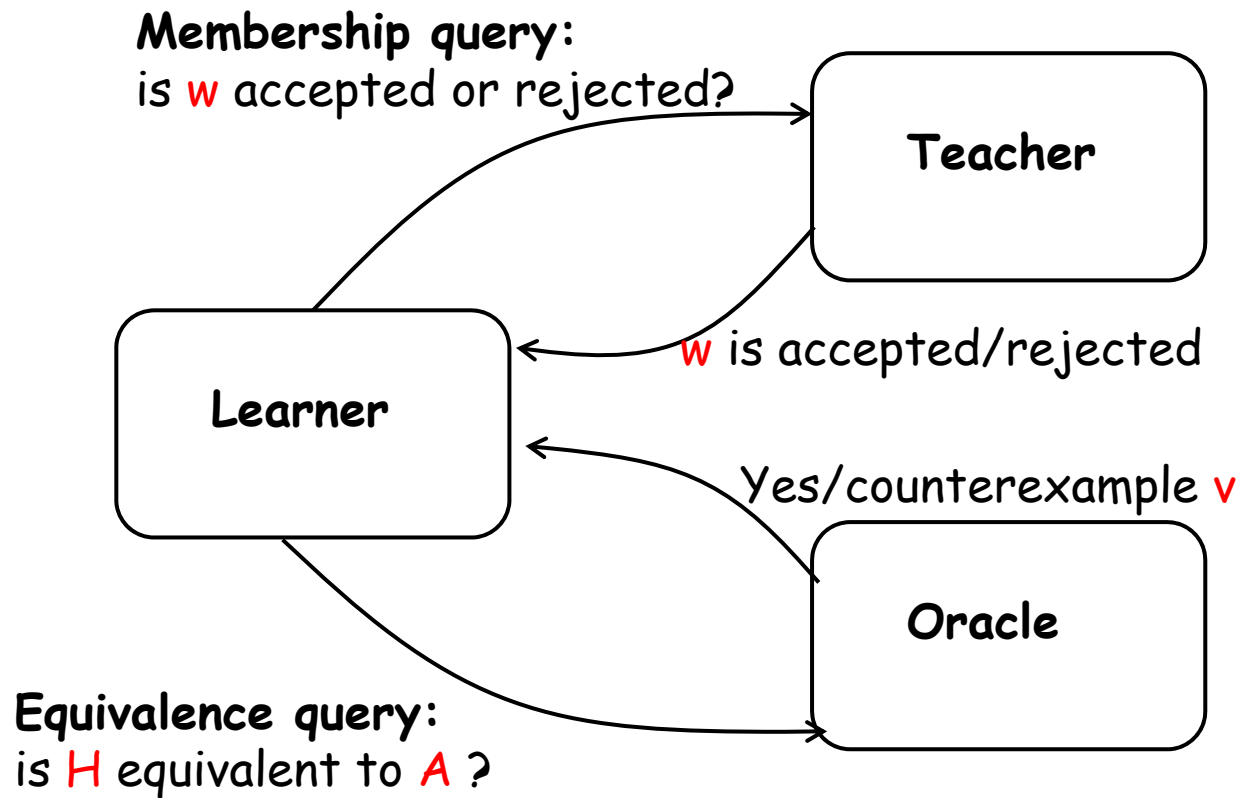 Membership query:
is w accepted or rejected?
Teacher
w is accepted/rejected
Learner
Yes/counterexample v
Oracle
Equivalence query:
is H equivalent to A ?